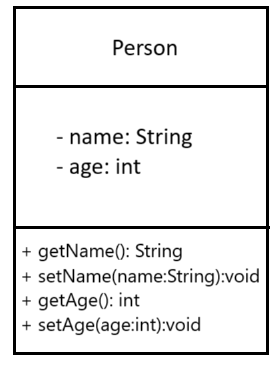 Person
- name: String
- age: int
+ getName(): String
+ setName(name:String):void
+ getAge(): int
+ setAge(age:int):void